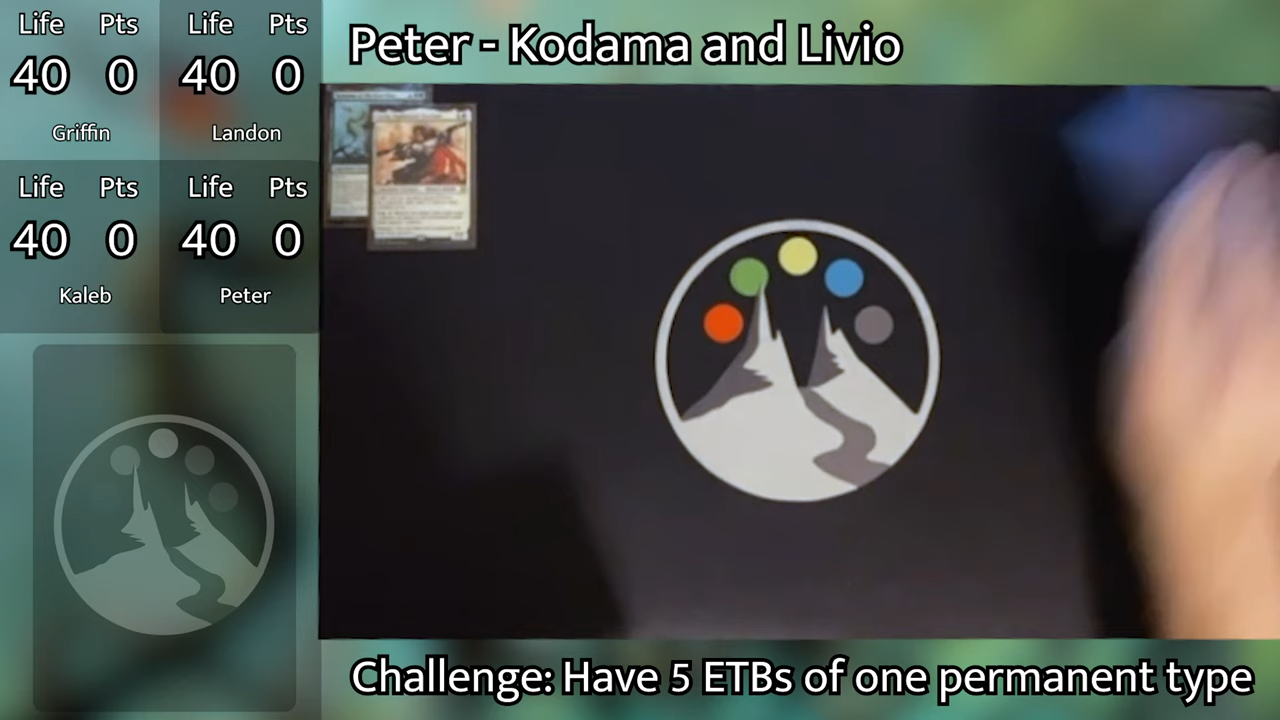 Life Pts
40 0
Griffin
Life Pts
40 0
Landon
Life Pts
40 0
Kaleb
Life Pts
40 0
Peter
Peter - Kodama and Livio
Challenge: Have 5 ETBs of one permanent type